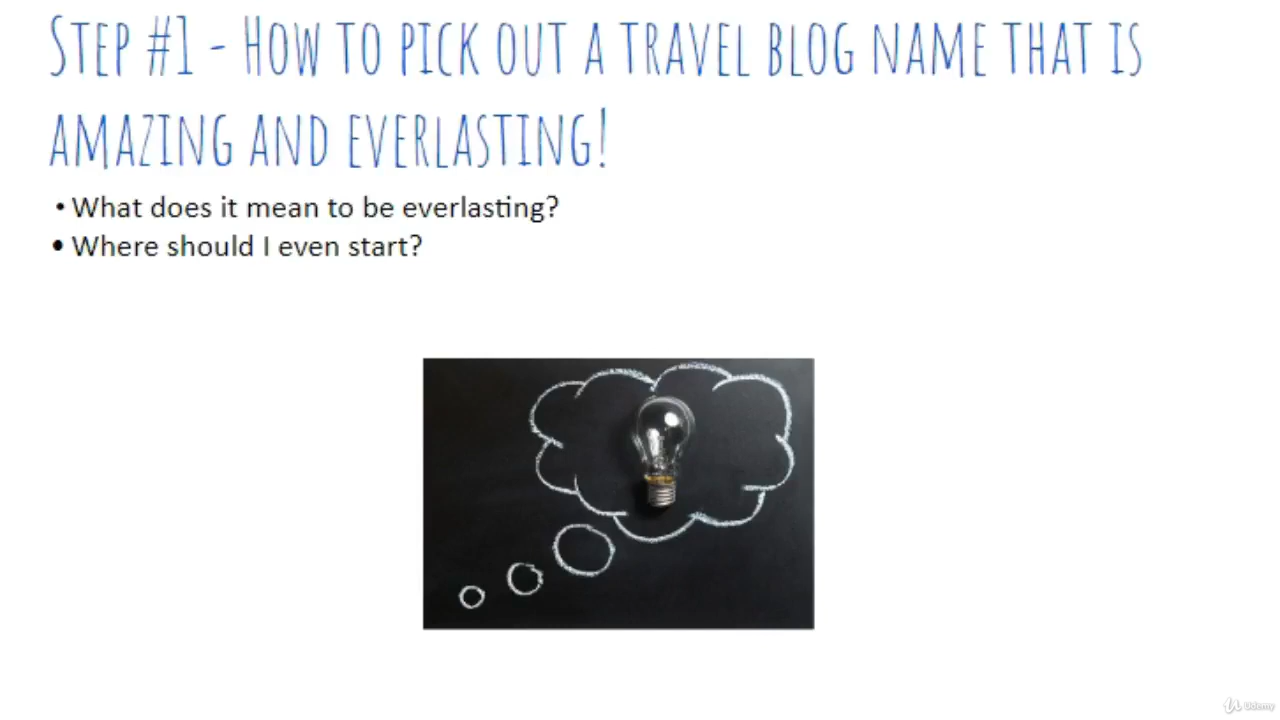 Step #1 - How to pick out a travel blog name that is
amazing and everlasting!
• What does it mean to be everlasting?
• Where should I even start?
Udemy